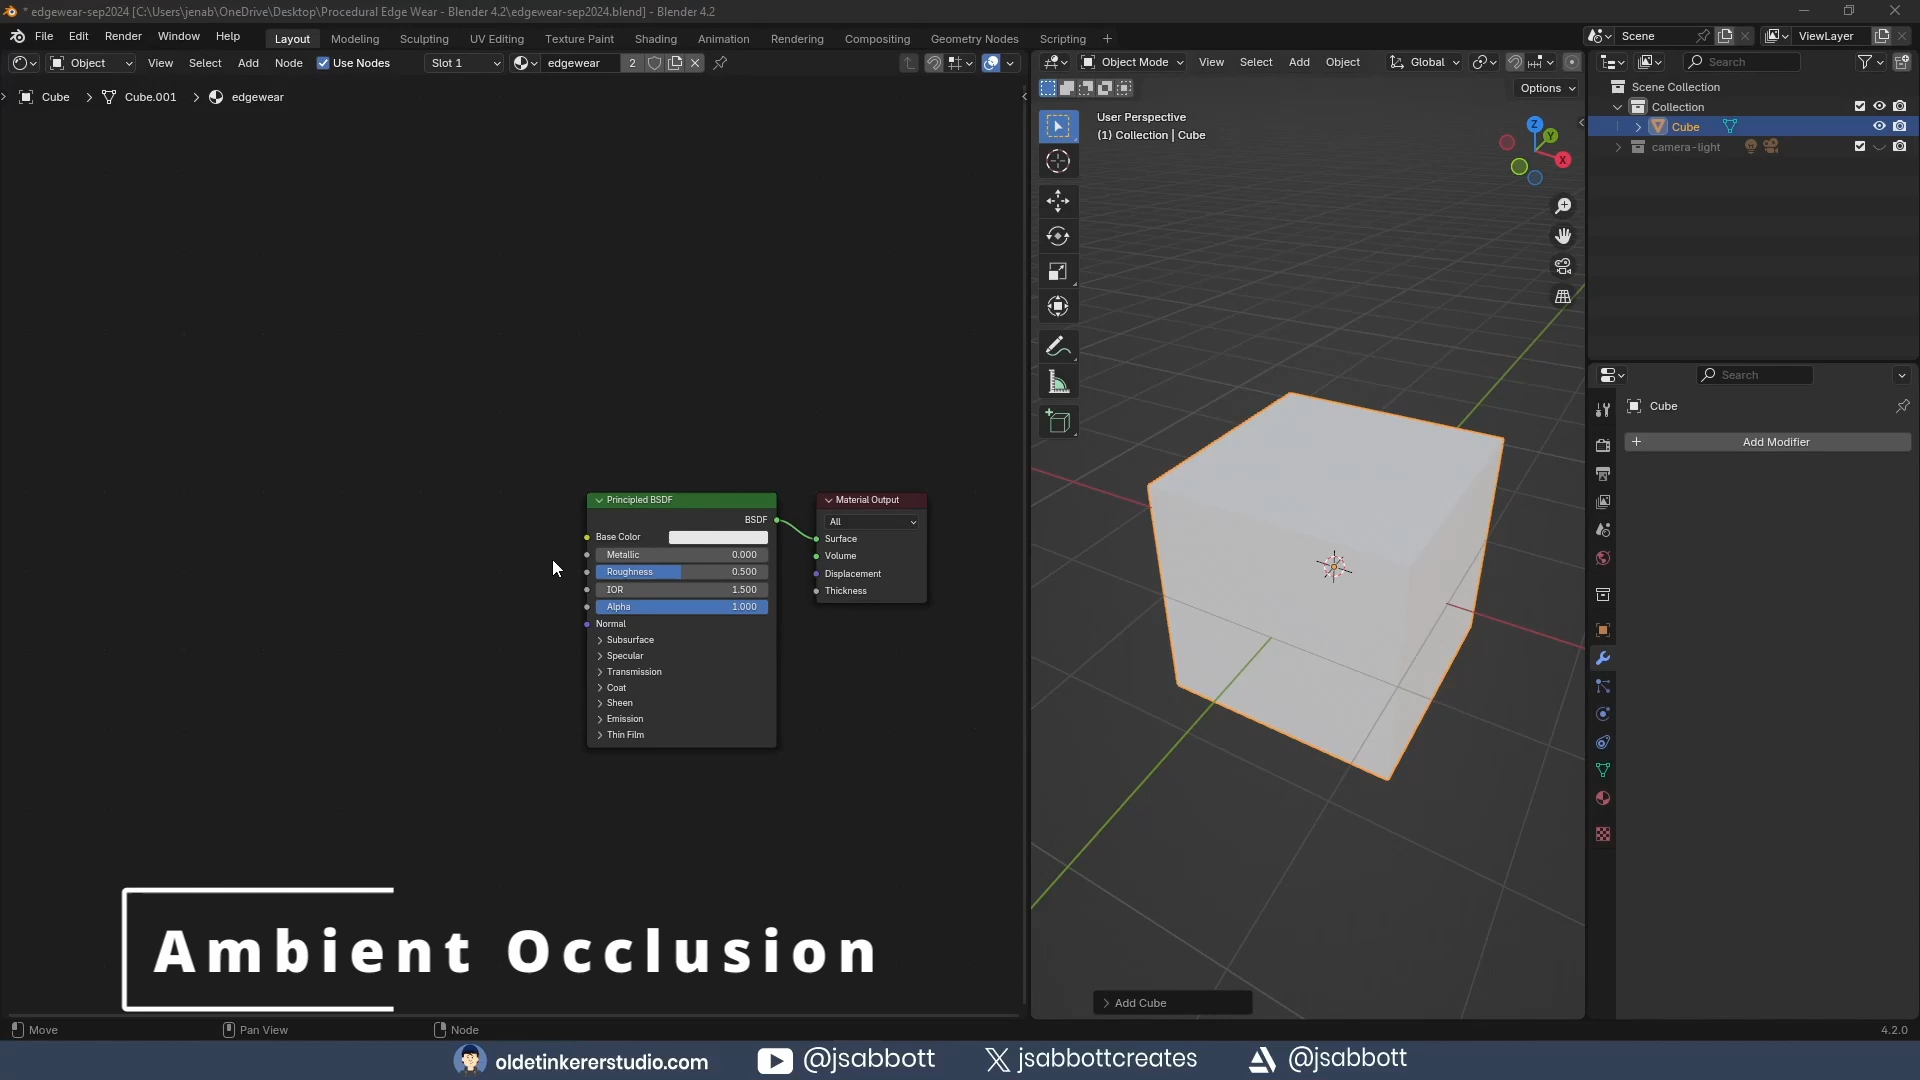 * edgewear-sep2024 [C:\Users\jenab\OneDrive\Desktop\Procedural Edge Wear - Blender 4.2\edgewear-sep2024.blend] - Blender 4.2
File Edit Render Window Help Layout Modeling Sculpting UV Editing Texture Paint Shading Animation Rendering Compositing Geometry Nodes Scripting + Scene ViewLayer
Object View Select Add Node Use Nodes Slot 1 edgewear 2
Cube > Cube.001 > edgewear
Object Mode View Select Add Object Global
Options
User Perspective
(1) Collection | Cube
Z
Y
X
Search
Scene Collection
Collection
Cube
camera-light
Search
Cube
+ Add Modifier
Principled BSDF
BSDF
Base Color
Metallic 0.000
Roughness 0.500
IOR 1.500
Alpha 1.000
Normal
Subsurface
Specular
Transmission
Coat
Sheen
Emission
Thin Film
Material Output
All
Surface
Volume
Displacement
Thickness
Ambient Occlusion
Add Cube
Move Pan View Node 4.2.0
oldetinkererstudio.com @jsabbott jsabbottcreates @jsabbott